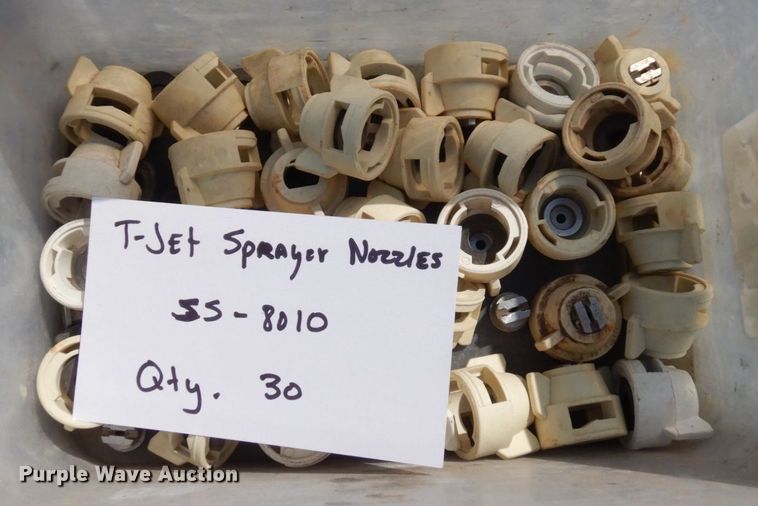 T-Jet Sprayer Nozzles
SS-8010
Qty. 30
Purple Wave Auction